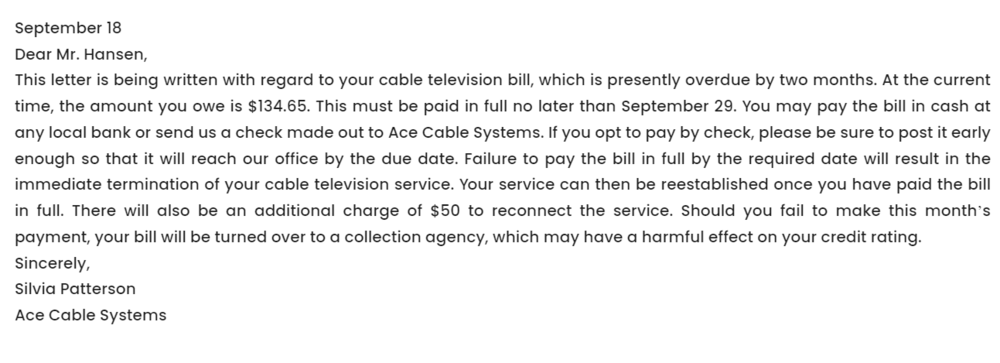 September 18
Dear Mr. Hansen,
This letter is being written with regard to your cable television bill, which is presently overdue by two months. At the current
time, the amount you owe is $134.65. This must be paid in full no later than September 29. You may pay the bill in cash at
any local bank or send us a check made out to Ace Cable Systems. If you opt to pay by check, please be sure to post it early
enough so that it will reach our office by the due date. Failure to pay the bill in full by the required date will result in the
immediate termination of your cable television service. Your service can then be reestablished once you have paid the bill
in full. There will also be an additional charge of $50 to reconnect the service. Should you fail to make this month's
payment, your bill will be turned over to a collection agency, which may have a harmful effect on your credit rating.
Sincerely,
Silvia Patterson
Ace Cable Systems